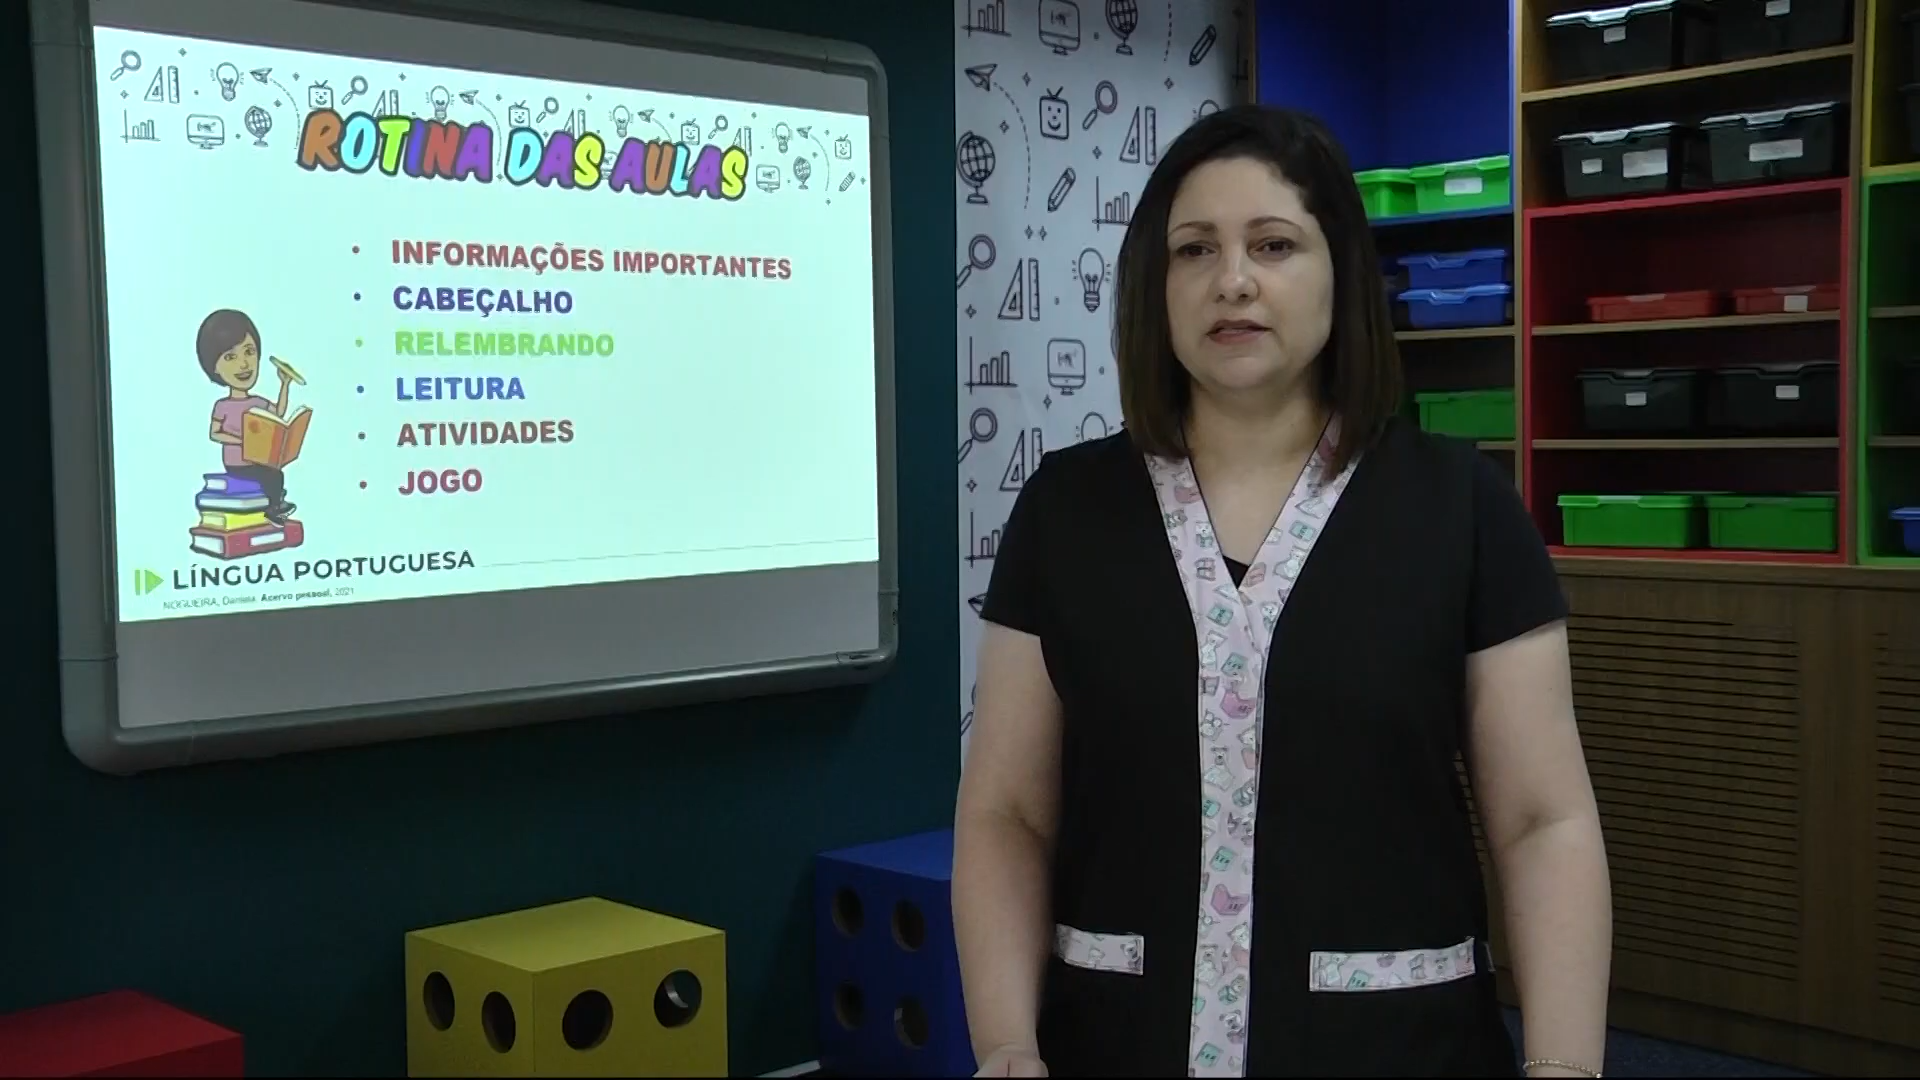 ROTINA DAS AULAS
• INFORMAÇÕES IMPORTANTES
• CABEÇALHO
• RELEMBRANDO
• LEITURA
• ATIVIDADES
• JOGO
LÍNGUA PORTUGUESA
NOGUEIRA, Daniela. Acervo pessoal, 2021